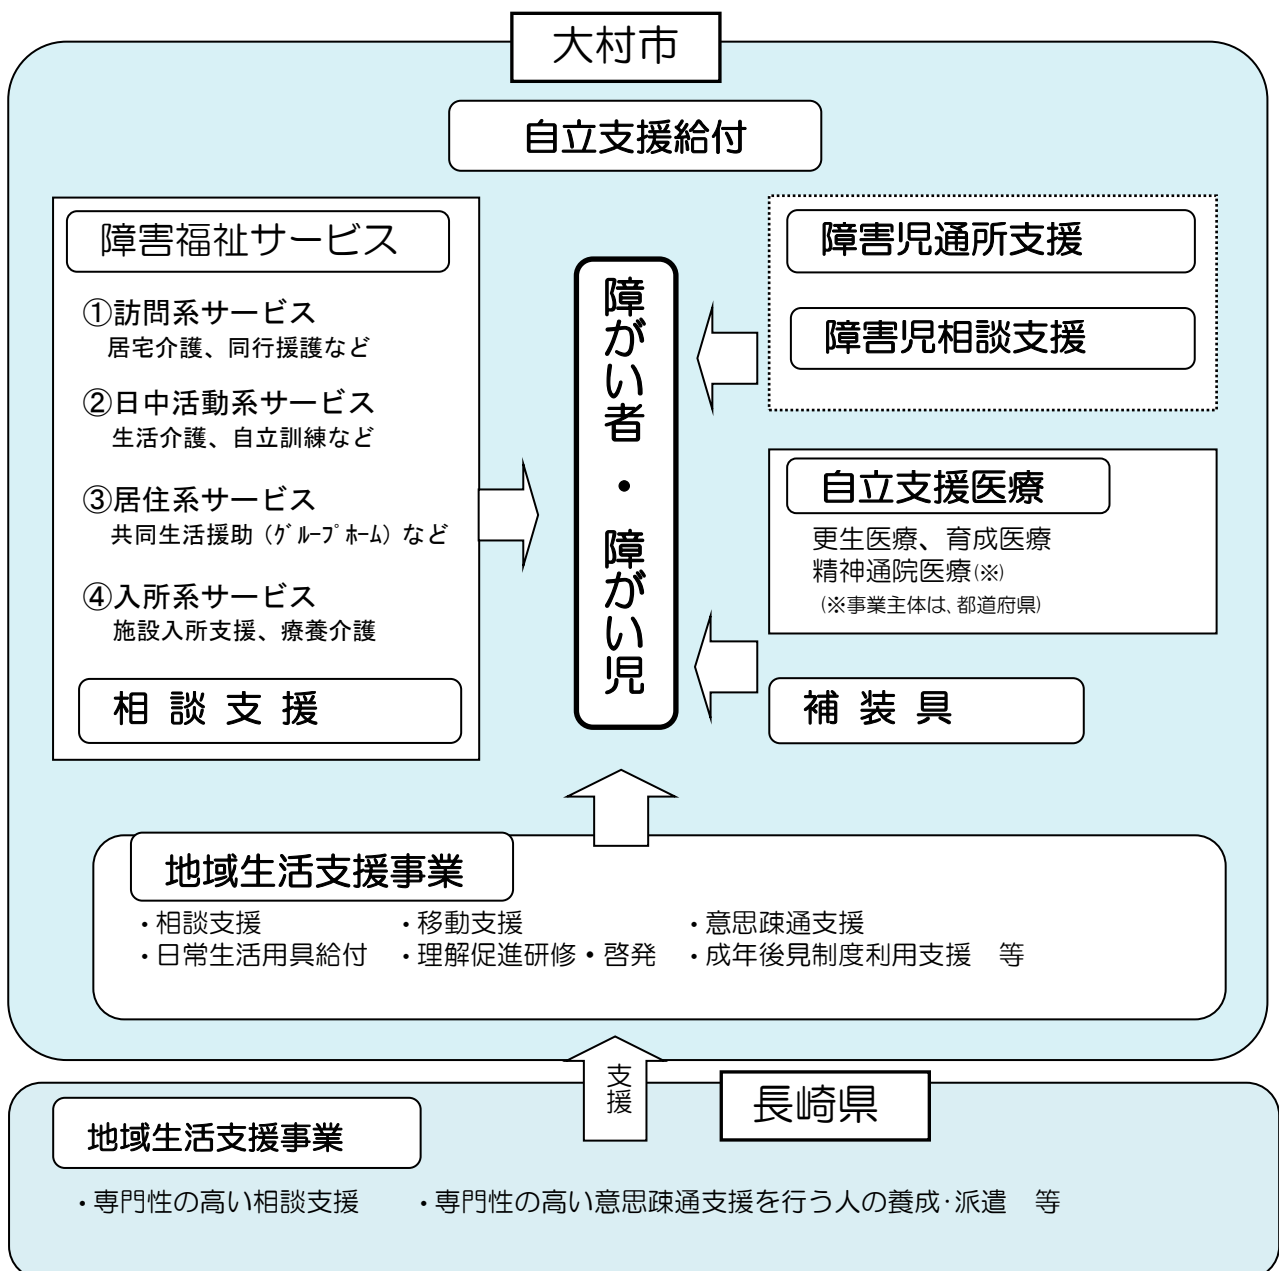 大村市
自立支援給付
障害福祉サービス
①訪問系サービス
居宅介護、同行援護など
②日中活動系サービス
生活介護、自立訓練など
③居住系サービス
共同生活援助（ｸﾞﾙｰﾌﾟﾎｰﾑ）など
④入所系サービス
施設入所支援、療養介護
相談支援
障がい者・障がい児
障害児通所支援
障害児相談支援
自立支援医療
更生医療、育成医療
精神通院医療(※)
(※事業主体は、都道府県)
補装具
地域生活支援事業
・相談支援　・移動支援　・意思疎通支援
・日常生活用具給付　・理解促進研修・啓発　・成年後見制度利用支援　等
支援
長崎県
地域生活支援事業
・専門性の高い相談支援　・専門性の高い意思疎通支援を行う人の養成・派遣　等